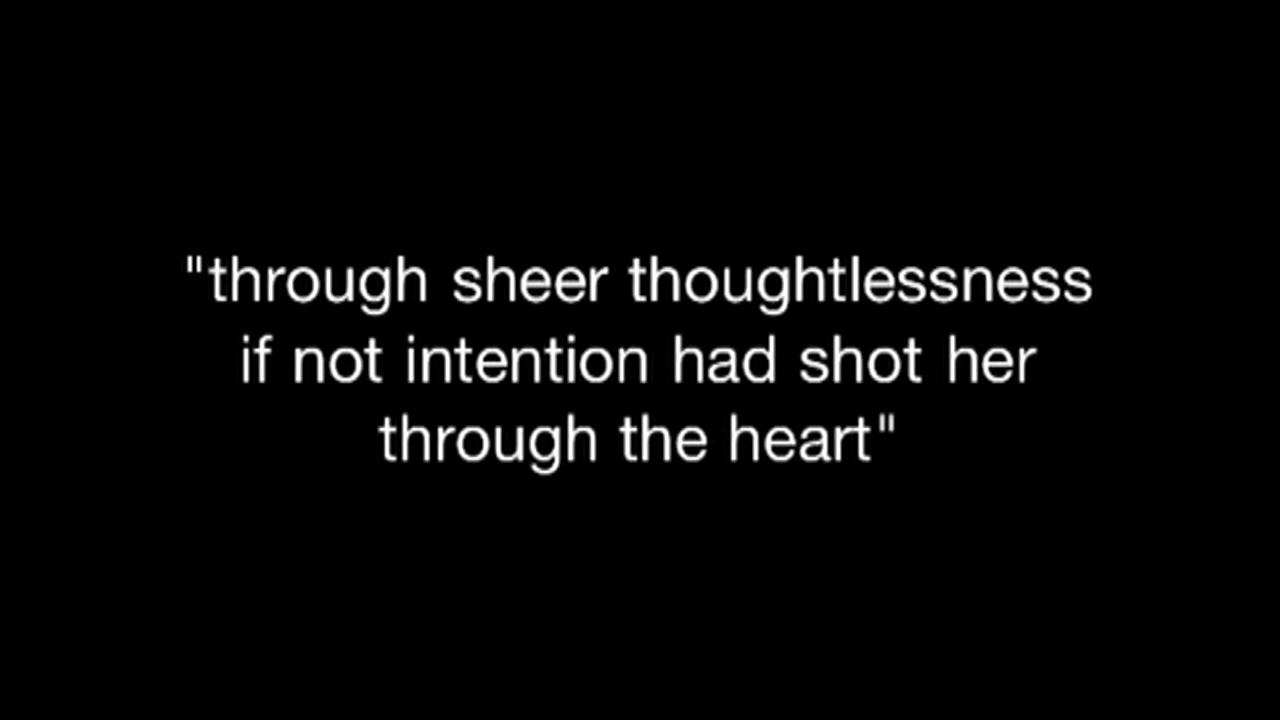 "through sheer thoughtlessness
if not intention had shot her
through the heart"